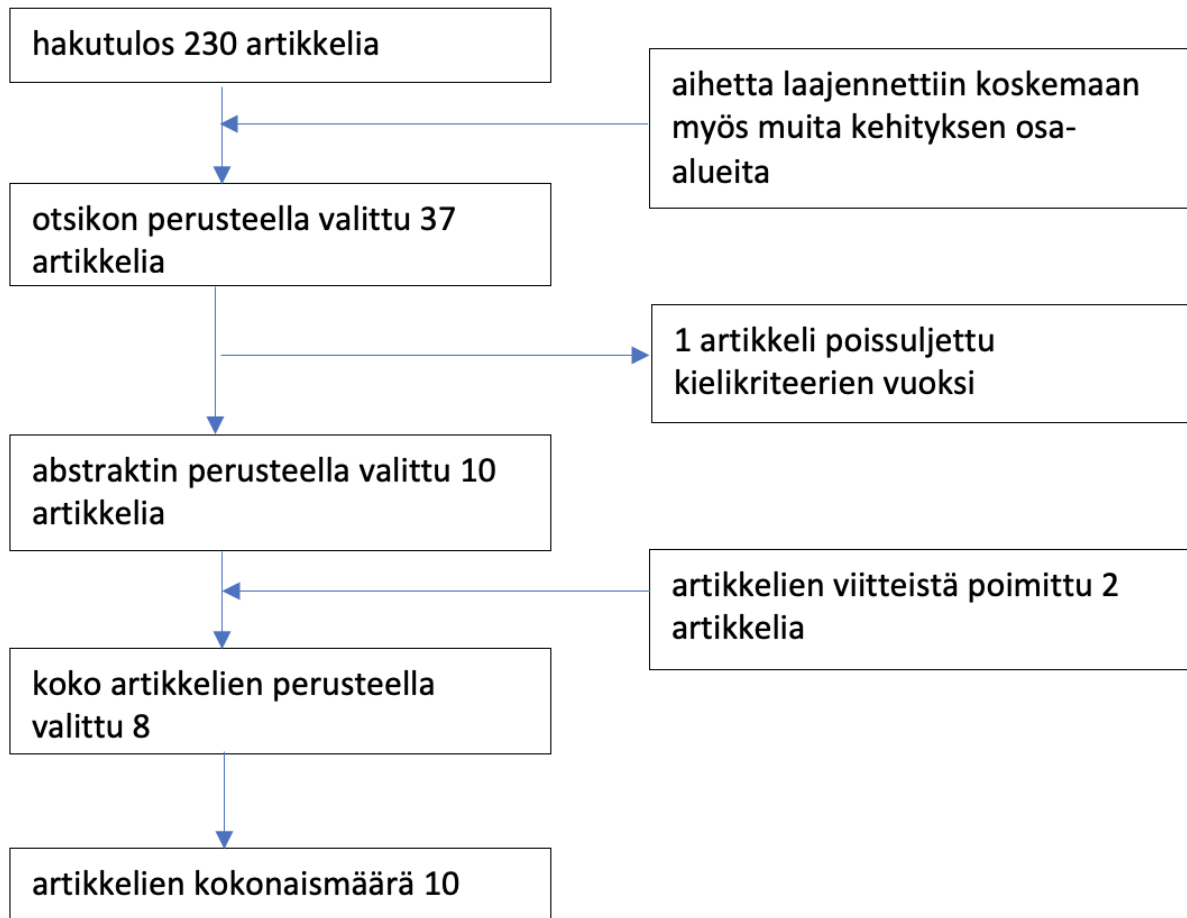 hakutulos 230 artikkelia
aihetta laajennettiin koskemaan
myös muita kehityksen osa-
alueita
otsikon perusteella valittu 37
artikkelia
1 artikkeli poissuljettu
kielikriteerien vuoksi
abstraktin perusteella valittu 10
artikkelia
artikkelien viitteistä poimittu 2
artikkelia
koko artikkelien perusteella
valittu 8
artikkelien kokonaismäärä 10